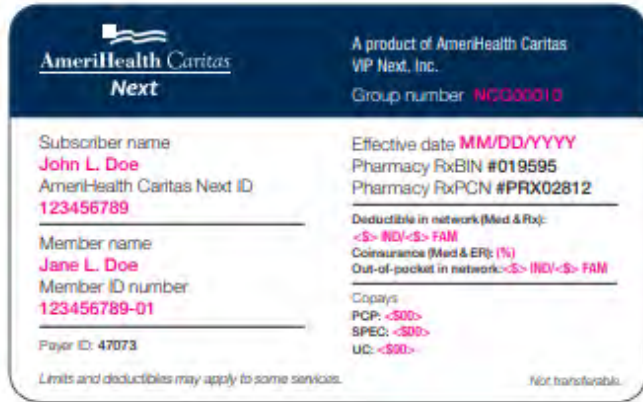 AmeriHealth Caritas
Next
A product of AmeriHealth Caritas
VIP Next, Inc.
Group number NCG00010
Subscriber name
John L. Doe
AmeriHealth Caritas Next ID
123456789
Member name
Jane L. Doe
Member ID number
123456789-01
Payer ID: 47073
Effective date MM/DD/YYYY
Pharmacy RxBIN #019595
Pharmacy RxPCN #PRX02812
Deductible in network (Med & Rx):
<$> IND/<$> FAM
Coinsurance (Med & ER): (%)
Out-of-pocket in network: <$> IND/<$> FAM
Copays
PCP: <$00>
SPEC: <$00>
UC: <$00>
Limits and deductibles may apply to some services.
Not transferable.